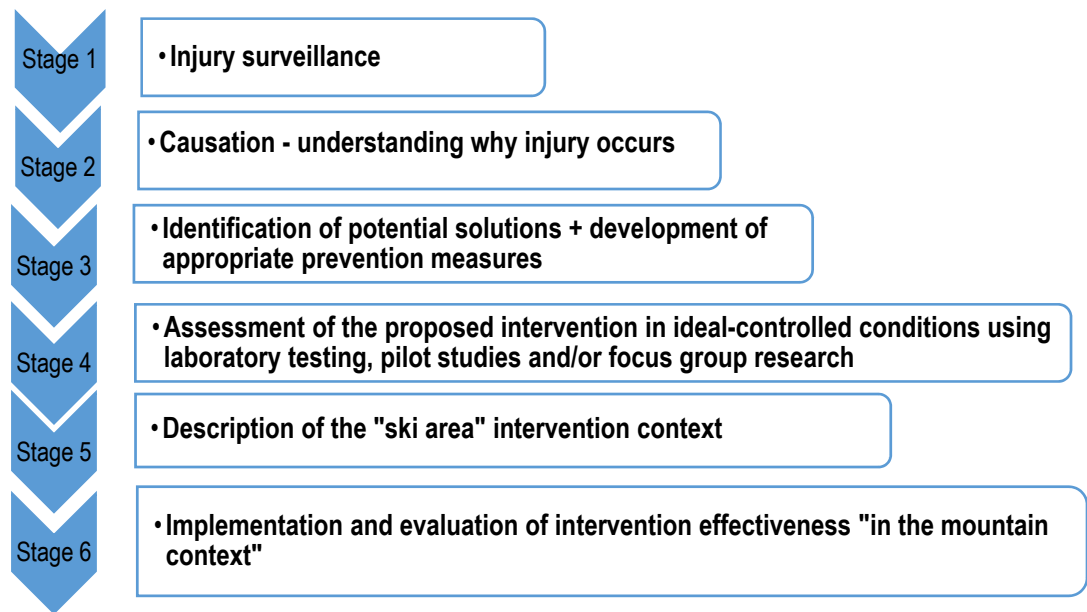 Stage 1
• Injury surveillance
Stage 2
• Causation - understanding why injury occurs
Stage 3
• Identification of potential solutions + development of
appropriate prevention measures
Stage 4
• Assessment of the proposed intervention in ideal-controlled conditions using
laboratory testing, pilot studies and/or focus group research
Stage 5
• Description of the "ski area" intervention context
Stage 6
• Implementation and evaluation of intervention effectiveness "in the mountain
context"